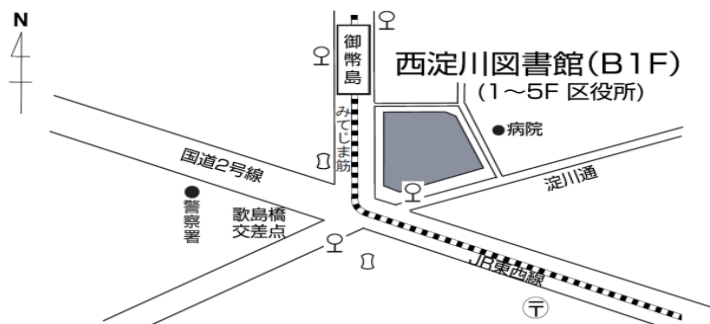 N
御幣島
西淀川図書館(B1F)
(1～5F 区役所)
みてじま筋
病院
国道2号線
淀川通
警察署
歌島橋
交差点
JR東西線
〒